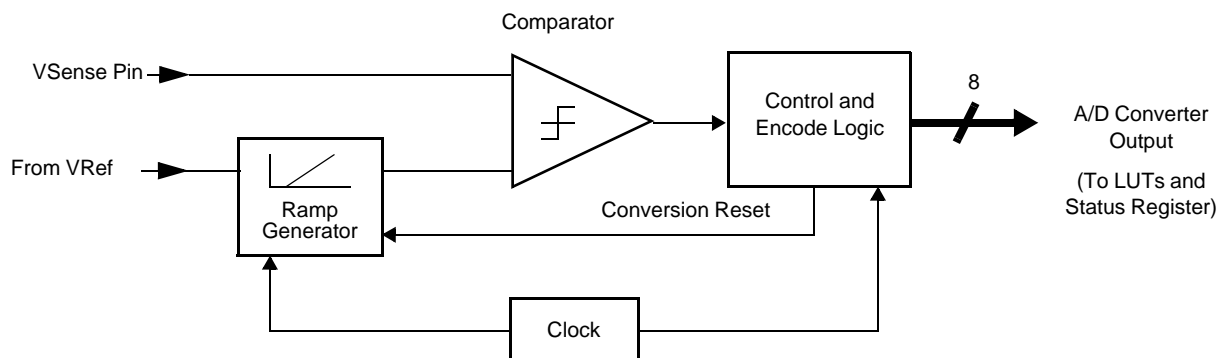 Comparator
VSense Pin
8
Control and
Encode Logic
A/D Converter
Output
(To LUTs and
Status Register)
From VRef
Ramp
Generator
Conversion Reset
Clock